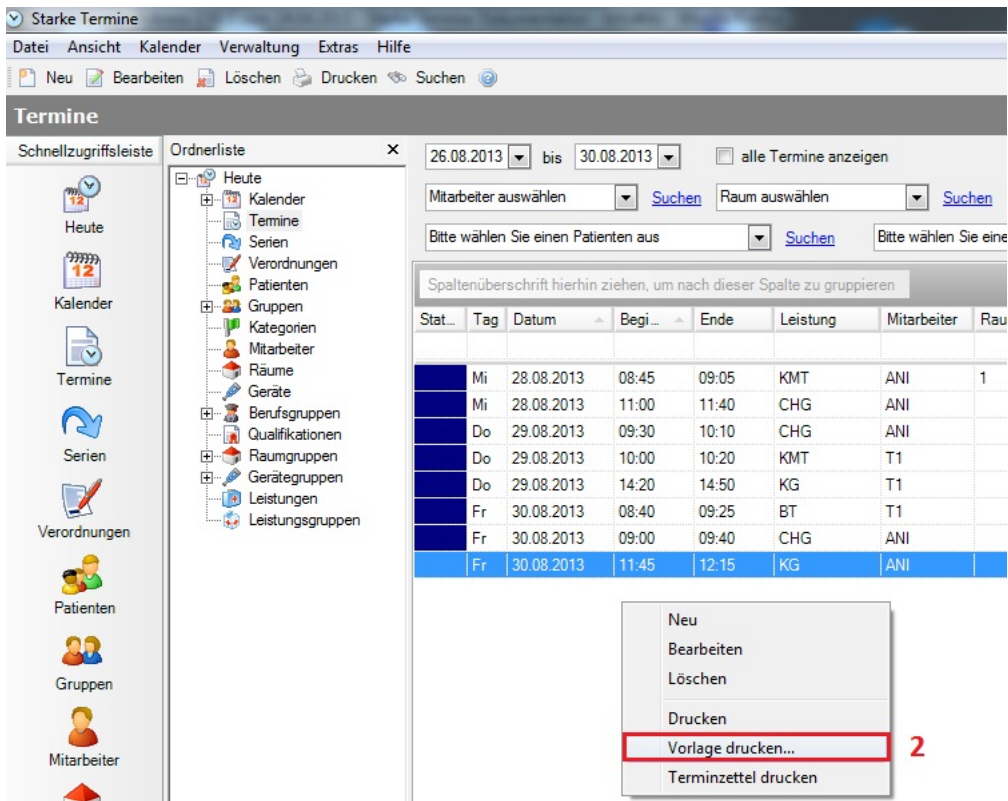 Starke Termine
Datei Ansicht Kalender Verwaltung Extras Hilfe
Neu Bearbeiten Löschen Drucken Suchen
Termine
Schnellzugriffsleiste
12
Heute
12
Kalender
Termine
Serien
Verordnungen
Patienten
Gruppen
Mitarbeiter
Ordnerliste x
Heute
Kalender
Termine
Serien
Verordnungen
Patienten
Gruppen
Kategorien
Mitarbeiter
Räume
Geräte
Berufsgruppen
Qualifikationen
Raumgruppen
Gerätegruppen
Leistungen
Leistungsgruppen
26.08.2013 bis 30.08.2013 alle Termine anzeigen
Mitarbeiter auswählen Suchen Raum auswählen Suchen
Bitte wählen Sie einen Patienten aus Suchen Bitte wählen Sie eine
Spaltenüberschrift hierhin ziehen, um nach dieser Spalte zu gruppieren
Stat... Tag Datum Begi... Ende Leistung Mitarbeiter Rau
Mi 28.08.2013 08:45 09:05 KMT ANI 1
Mi 28.08.2013 11:00 11:40 CHG ANI
Do 29.08.2013 09:30 10:10 CHG ANI
Do 29.08.2013 10:00 10:20 KMT T1
Do 29.08.2013 14:20 14:50 KG T1
Fr 30.08.2013 08:40 09:25 BT T1
Fr 30.08.2013 09:00 09:40 CHG ANI
Fr 30.08.2013 11:45 12:15 KG ANI
Neu
Bearbeiten
Löschen
Drucken
Vorlage drucken... 2
Terminzettel drucken